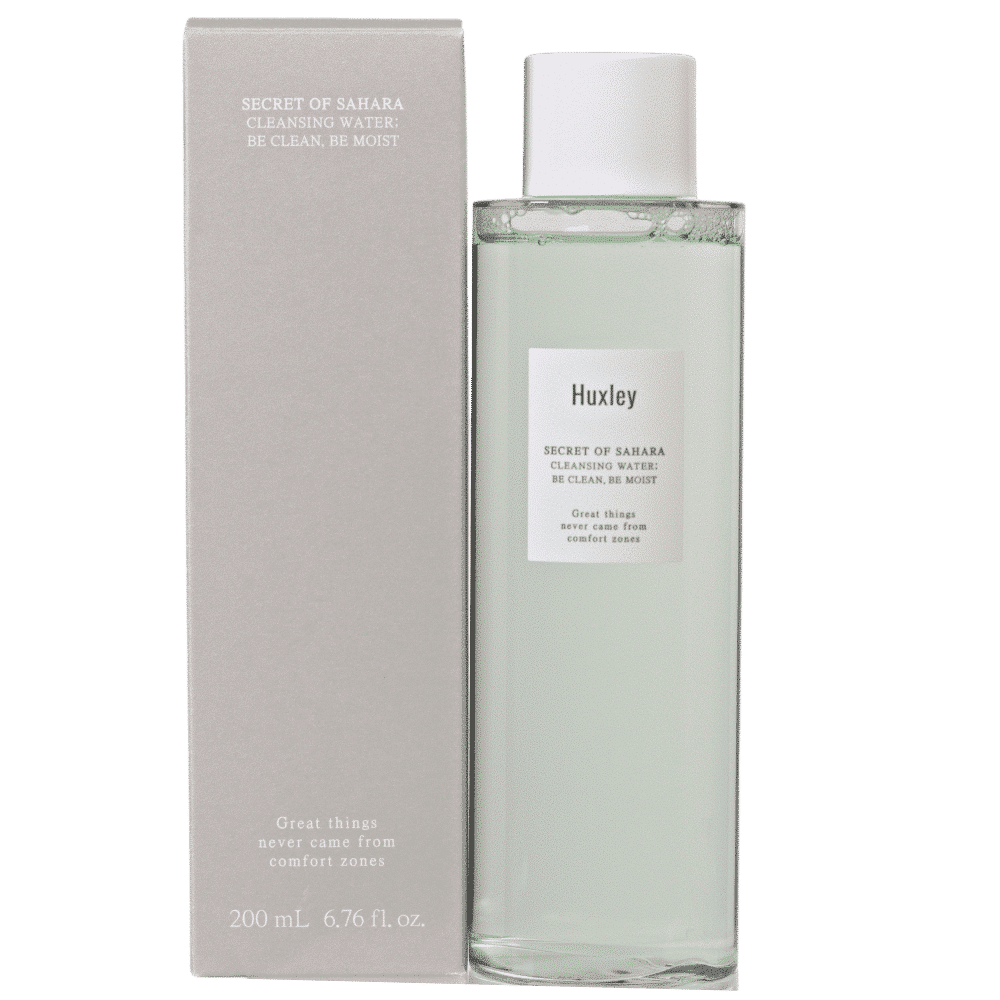 SECRET OF SAHARA
CLEANSING WATER;
BE CLEAN, BE MOIST
Great things
never came from
comfort zones
200 mL 6.76 fl. oz.
Huxley
SECRET OF SAHARA
CLEANSING WATER;
BE CLEAN, BE MOIST
Great things
never came from
comfort zones